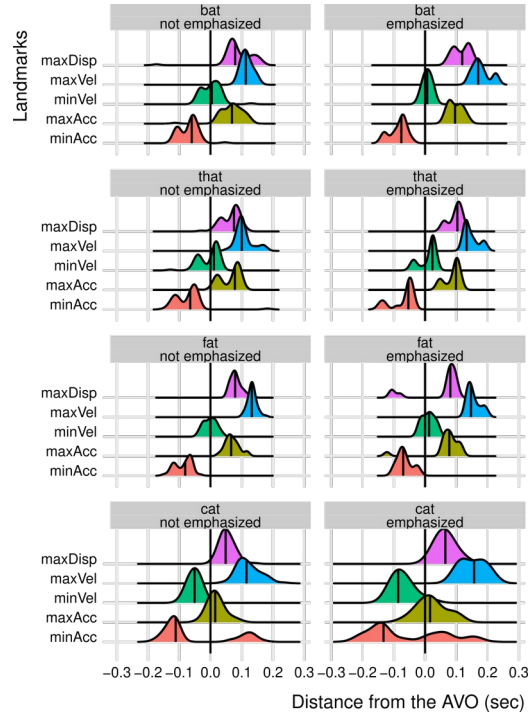 Landmarks
bat
not emphasized
bat
emphasized
maxDisp
maxVel
minVel
maxAcc
minAcc
that
not emphasized
that
emphasized
maxDisp
maxVel
minVel
maxAcc
minAcc
fat
not emphasized
fat
emphasized
maxDisp
maxVel
minVel
maxAcc
minAcc
cat
not emphasized
cat
emphasized
maxDisp
maxVel
minVel
maxAcc
minAcc
−0.3 −0.2 −0.1 0.0 0.1 0.2 0.3 −0.3 −0.2 −0.1 0.0 0.1 0.2 0.3
Distance from the AVO (sec)